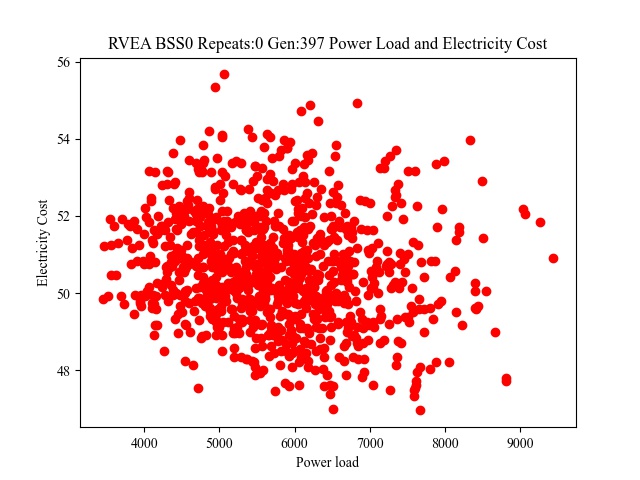 RVEA BSS0 Repeats:0 Gen:397 Power Load and Electricity Cost
56
54
52
50
48
Electricity Cost
4000 5000 6000 7000 8000 9000
Power load